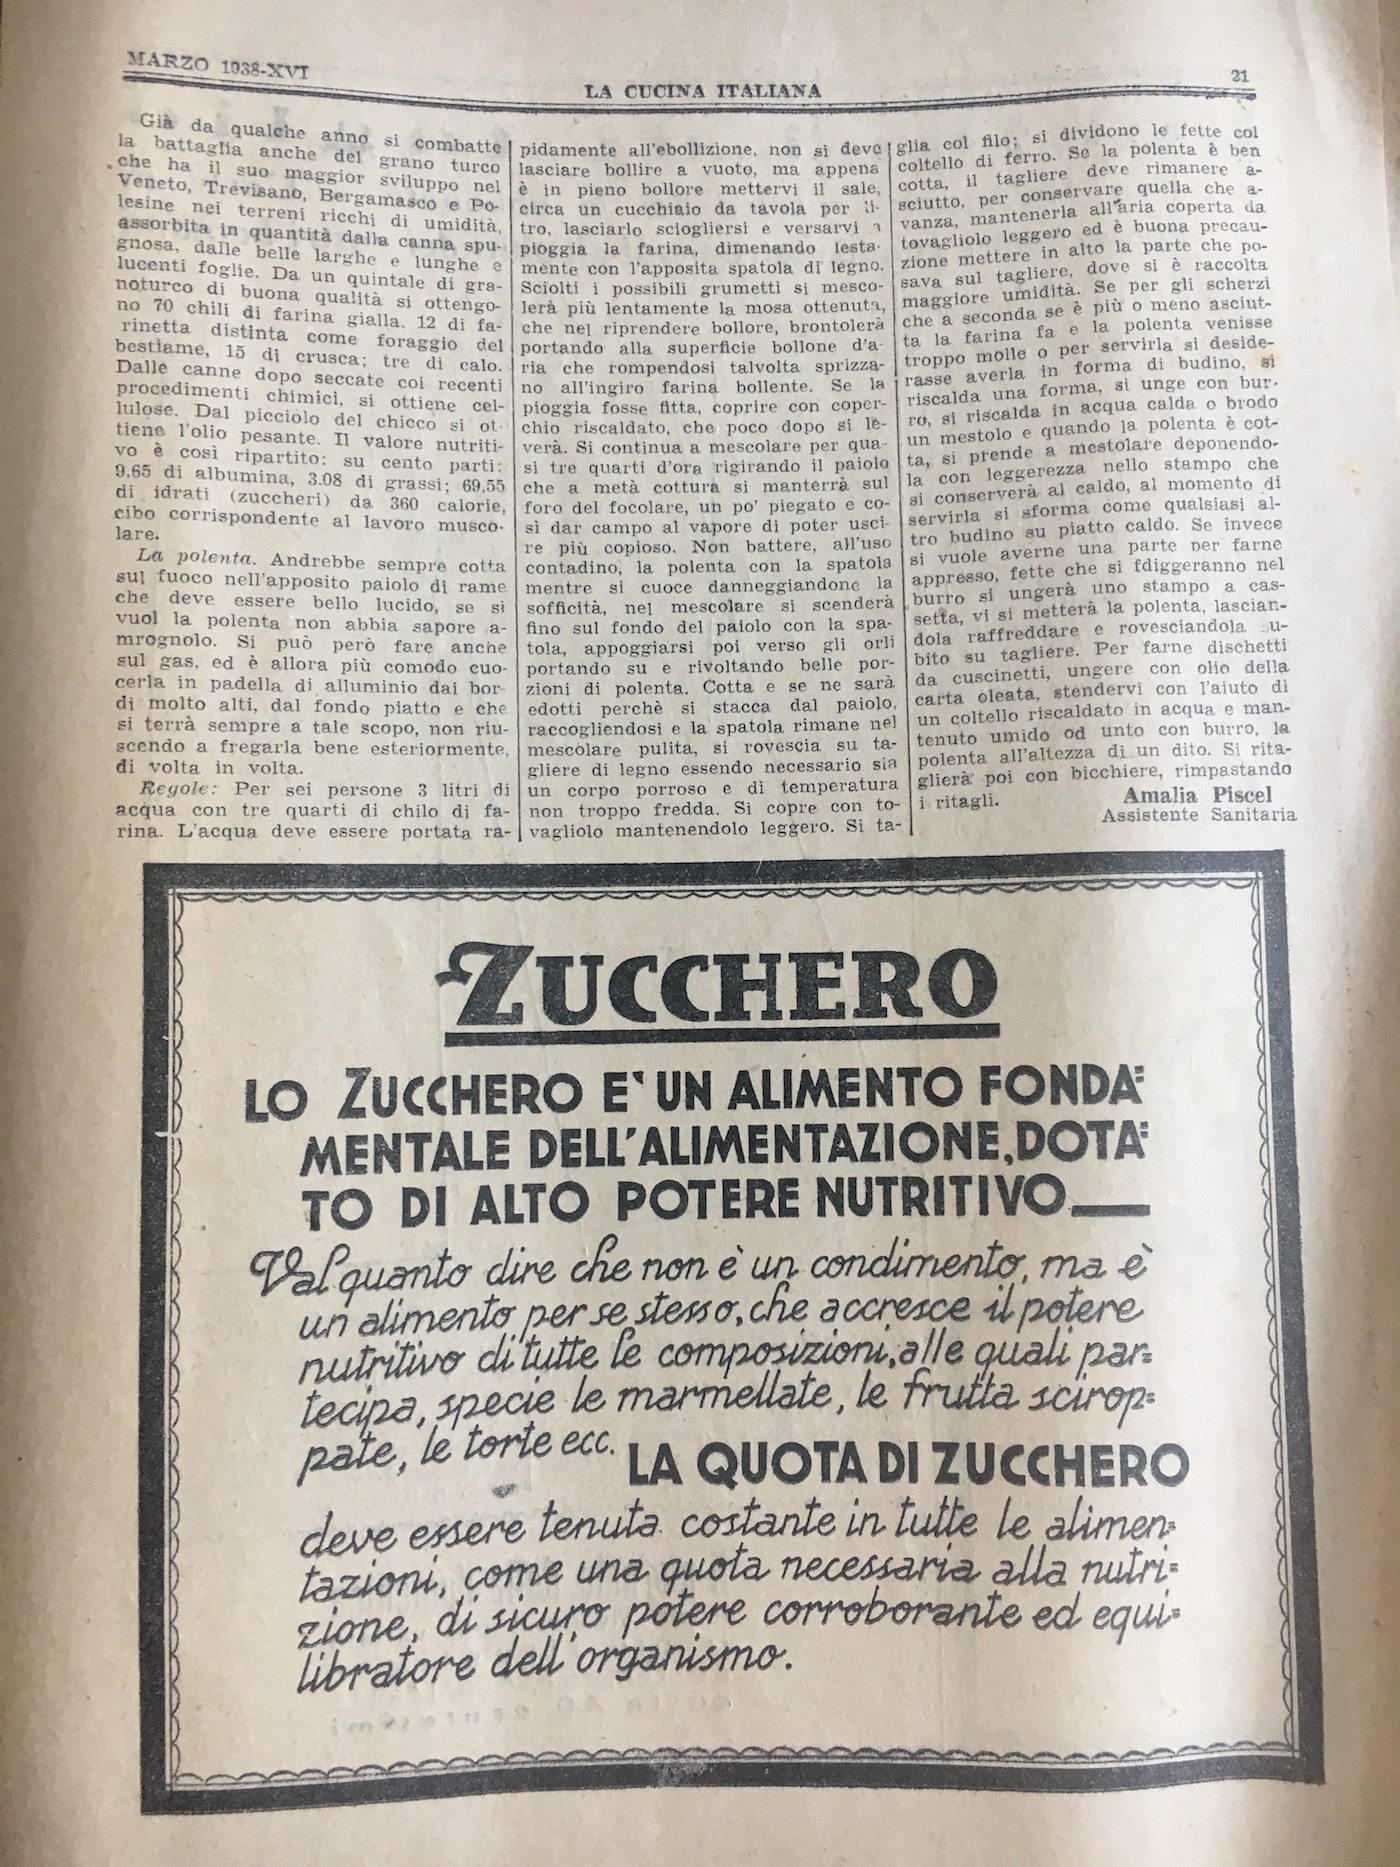 MARZO 1938-XVI
LA CUCINA ITALIANA
21
Già da qualche anno si combatte
la battaglia anche del grano turco
che ha il suo maggior sviluppo nel
Veneto, Trevisano, Bergamasco e Po-
lesine nei terreni ricchi di umidità,
assorbita in quantità dalla canna spu-
gnosa, dalle belle larghe e lunghe e
lucenti foglie. Da un quintale di gra-
noturco di buona qualità si ottengo-
no 70 chili di farina gialla, 12 di fa-
rinetta distinta come foraggio del
bestiame, 15 di crusca; tre di calo.
Dalle canne dopo seccate coi recenti
procedimenti chimici, si ottiene cel-
lulose. Dal picciolo del chicco si ot-
tiene l'olio pesante. Il valore nutriti-
vo è così ripartito: su cento parti:
9.65 di albumina, 3.08 di grassi; 69.55
di idrati (zuccheri) da 360 calorie,
cibo corrispondente al lavoro musco-
lare.
La polenta. Andrebbe sempre cotta
sul fuoco nell'apposito paiolo di rame
che deve essere bello lucido, se si
vuol la polenta non abbia sapore a-
mrognolo. Si può però fare anche
sul gas, ed è allora più comodo cuo-
cerla in padella di alluminio dai bor-
di molto alti, dal fondo piatto e che
si terrà sempre a tale scopo, non riu-
scendo a fregarla bene esteriormente,
di volta in volta.
Regole: Per sei persone 3 litri di
acqua con tre quarti di chilo di fa-
rina. L'acqua deve essere portata ra-
pidamente all'ebollizione, non si deve
lasciare bollire a vuoto, ma appena
è in pieno bollore mettervi il sale,
circa un cucchiaio da tavola per li-
tro, lasciarlo sciogliersi e versarvi a
pioggia la farina, dimenando lesta-
mente con l'apposita spatola di legno.
Sciolti i possibili grumetti si mesco-
lerà più lentamente la mosa ottenuta,
che nel riprendere bollore, brontolerà
portando alla superficie bollone d'a-
ria che rompendosi talvolta sprizza-
no all'ingiro farina bollente. Se la
pioggia fosse fitta, coprire con coper-
chio riscaldato, che poco dopo si le-
verà. Si continua a mescolare per qua-
si tre quarti d'ora rigirando il paiolo
che a metà cottura si manterrà sul
foro del focolare, un po' piegato e co-
sì dar campo al vapore di poter usci-
re più copioso. Non battere, all'uso
contadino, la polenta con la spatola
mentre si cuoce danneggiandone la
sofficità, nel mescolare si scenderà
fino sul fondo del paiolo con la spa-
tola, appoggiarsi poi verso gli orli
portando su e rivoltando belle por-
zioni di polenta. Cotta e se ne sarà
edotti perchè si stacca dal paiolo,
raccogliendosi e la spatola rimane nel
mescolare pulita, si rovescia su ta-
gliere di legno essendo necessario sia
un corpo porroso e di temperatura
non troppo fredda. Si copre con to-
vagliolo mantenendolo leggero. Si ta-
glia col filo; si dividono le fette col
coltello di ferro. Se la polenta è ben
cotta, il tagliere deve rimanere a-
sciutto, per conservare quella che a-
vanza, mantenerla all'aria coperta da
tovagliolo leggero ed è buona precau-
zione mettere in alto la parte che po-
sava sul tagliere, dove si è raccolta
maggiore umidità. Se per gli scherzi
che a seconda se è più o meno asciut-
ta la farina fa e la polenta venisse
troppo molle o per servirla si deside-
rasse averla in forma di budino, si
riscalda una forma, si unge con bur-
ro, si riscalda in acqua calda o brodo
un mestolo e quando la polenta è cot-
ta, si prende a mestolare deponendo-
la con leggerezza nello stampo che
si conserverà al caldo, al momento di
servirla si sforma come qualsiasi al-
tro budino su piatto caldo. Se invece
si vuole averne una parte per farne
appresso, fette che si fdiggeranno nel
burro si ungerà uno stampo a cas-
setta, vi si metterà la polenta, lascian-
dola raffreddare e rovesciandola su-
bito su tagliere. Per farne dischetti
da cuscinetti, ungere con olio della
carta oleata, stendervi con l'aiuto di
un coltello riscaldato in acqua e man-
tenuto umido od unto con burro, la
polenta all'altezza di un dito. Si rita-
glierà poi con bicchiere, rimpastando
i ritagli.
Amalia Piscel
Assistente Sanitaria
ZUCCHERO
LO ZUCCHERO E' UN ALIMENTO FONDA=
MENTALE DELL'ALIMENTAZIONE, DOTA=
TO DI ALTO POTERE NUTRITIVO
Val quanto dire che non è un condimento, ma è
un alimento per se stesso, che accresce il potere
nutritivo di tutte le composizioni, alle quali par=
tecipa, specie le marmellate, le frutta scirop=
pate, le torte ecc. LA QUOTA DI ZUCCHERO
deve essere tenuta costante in tutte le alimen=
tazioni, come una quota necessaria alla nutri=
zione, di sicuro potere corroborante ed equi=
libratore dell'organismo.